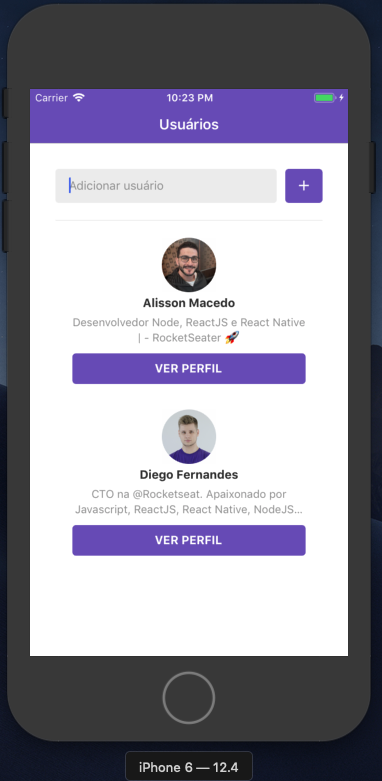 Carrier 10:23 PM
Usuários
Adicionar usuário +
Alisson Macedo
Desenvolvedor Node, ReactJS e React Native
| - RocketSeater 🚀
VER PERFIL
Diego Fernandes
CTO na @Rocketseat. Apaixonado por
Javascript, ReactJS, React Native, NodeJS...
VER PERFIL
iPhone 6 — 12.4